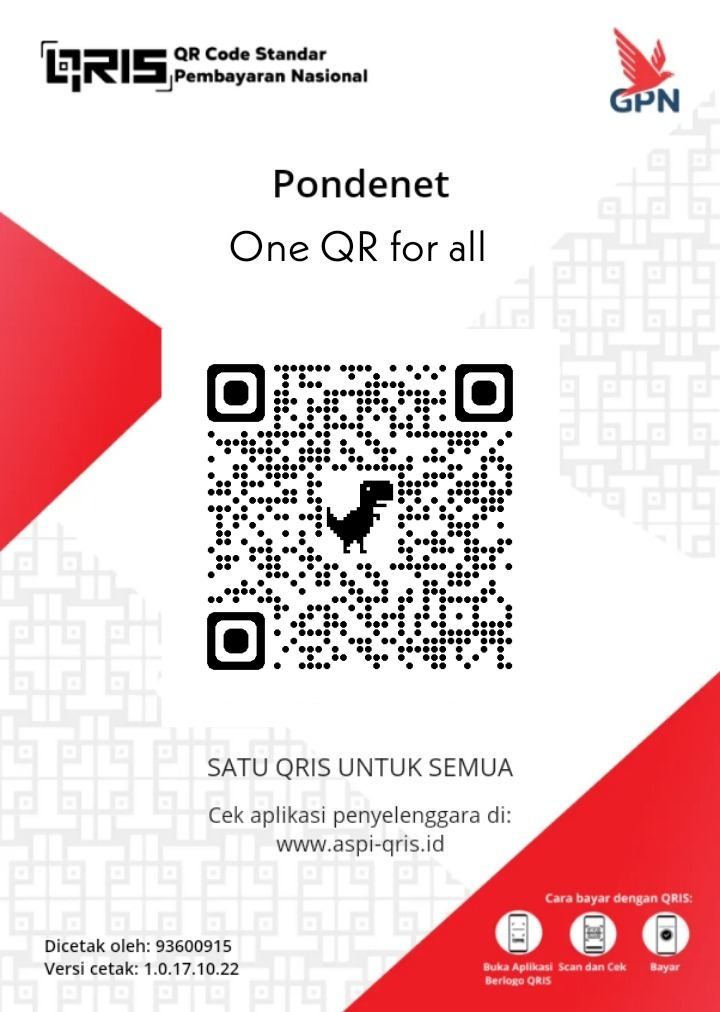 QRIS QR Code Standar
Pembayaran Nasional
GPN
Pondenet
One QR for all
SATU QRIS UNTUK SEMUA
Cek aplikasi penyelenggara di:
www.aspi-qris.id
Cara bayar dengan QRIS:
Buka Aplikasi Berlogo QRIS
Scan dan Cek
Bayar
Dicetak oleh: 93600915
Versi cetak: 1.0.17.10.22